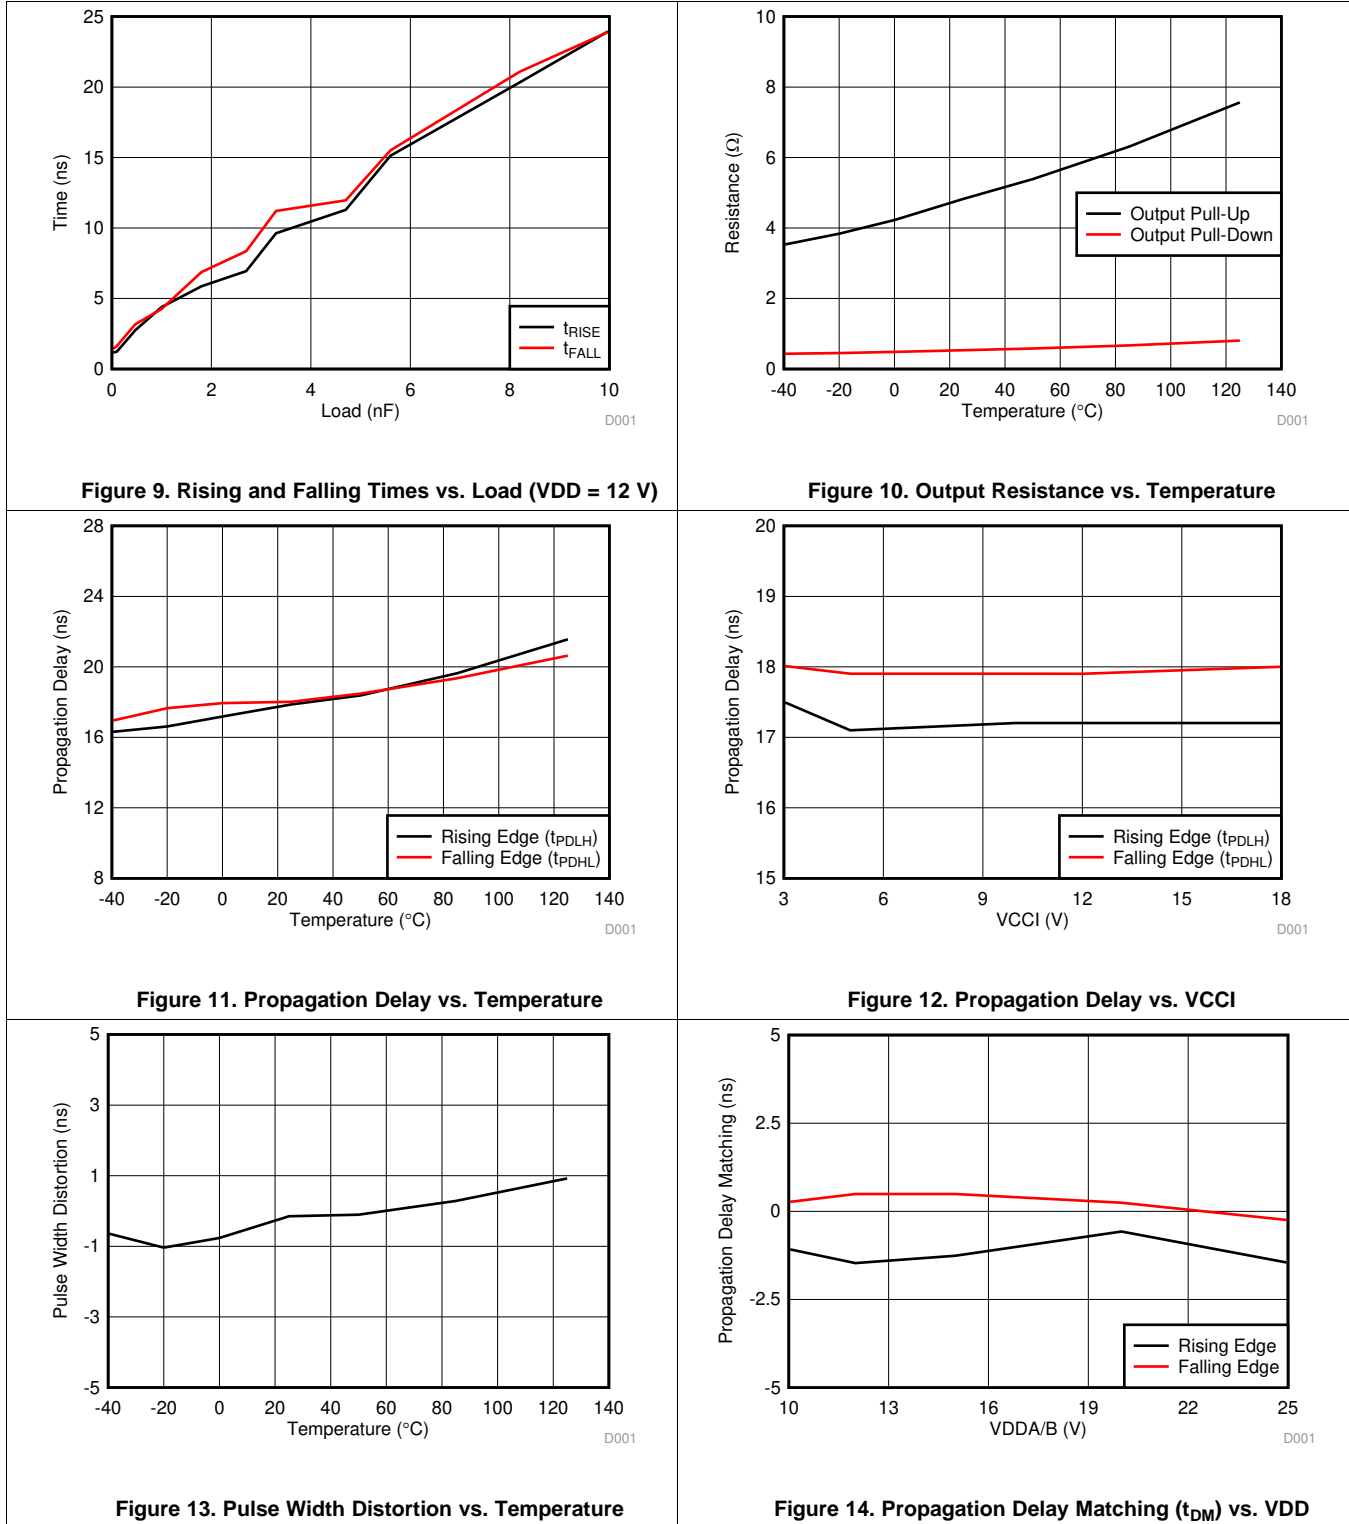 25
20
15
10
5
0
Time (ns)
0 2 4 6 8 10
Load (nF)
tRISE
tFALL
D001
Figure 9. Rising and Falling Times vs. Load (VDD = 12 V)
10
8
6
4
2
0
Resistance (Ω)
-40 -20 0 20 40 60 80 100 120 140
Temperature (°C)
Output Pull-Up
Output Pull-Down
D001
Figure 10. Output Resistance vs. Temperature
28
24
20
16
12
8
Propagation Delay (ns)
-40 -20 0 20 40 60 80 100 120 140
Temperature (°C)
Rising Edge (tPDLH)
Falling Edge (tPDHL)
D001
Figure 11. Propagation Delay vs. Temperature
20
19
18
17
16
15
Propagation Delay (ns)
3 6 9 12 15 18
VCCI (V)
Rising Edge (tPDLH)
Falling Edge (tPDHL)
D001
Figure 12. Propagation Delay vs. VCCI
5
3
1
-1
-3
-5
Pulse Width Distortion (ns)
-40 -20 0 20 40 60 80 100 120 140
Temperature (°C)
D001
Figure 13. Pulse Width Distortion vs. Temperature
5
2.5
0
-2.5
-5
Propagation Delay Matching (ns)
10 13 16 19 22 25
VDDA/B (V)
Rising Edge
Falling Edge
D001
Figure 14. Propagation Delay Matching (tDM) vs. VDD